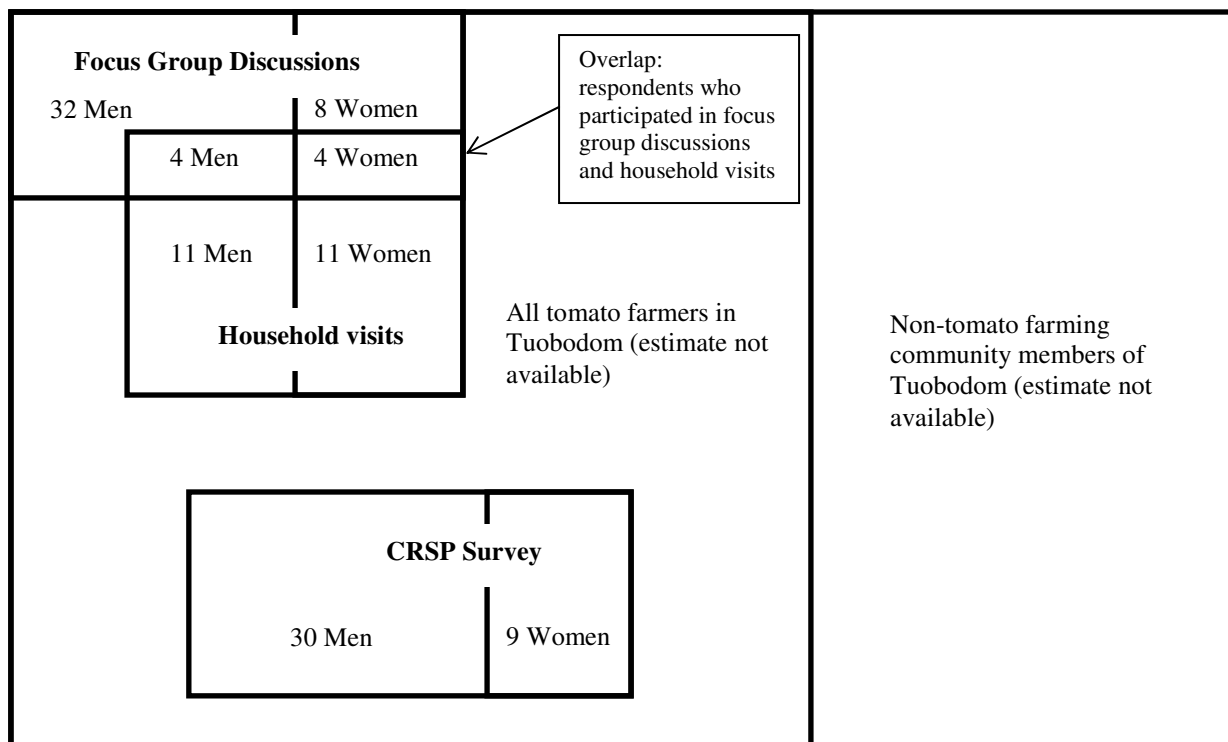 Focus Group Discussions
32 Men
8 Women
4 Men
4 Women
Overlap:
respondents who
participated in focus
group discussions
and household visits
11 Men
11 Women
Household visits
All tomato farmers in
Tuobodom (estimate not
available)
Non-tomato farming
community members of
Tuobodom (estimate not
available)
CRSP Survey
30 Men
9 Women